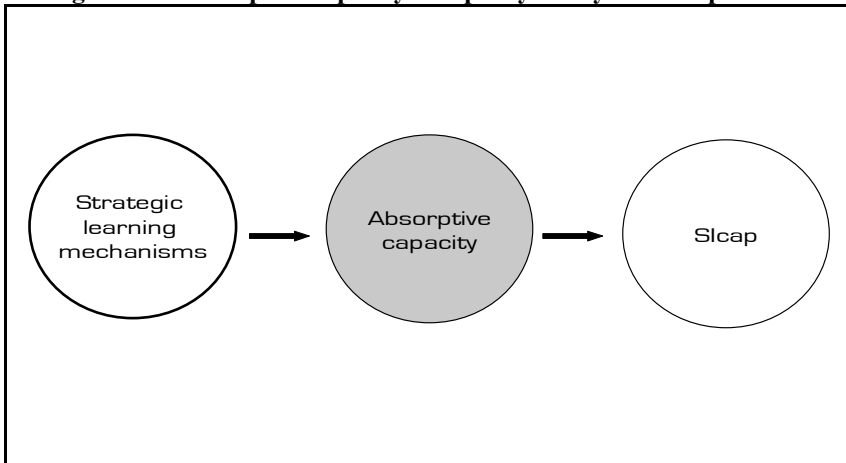 Strategic
learning
mechanisms
Absorptive
capacity
SIcap